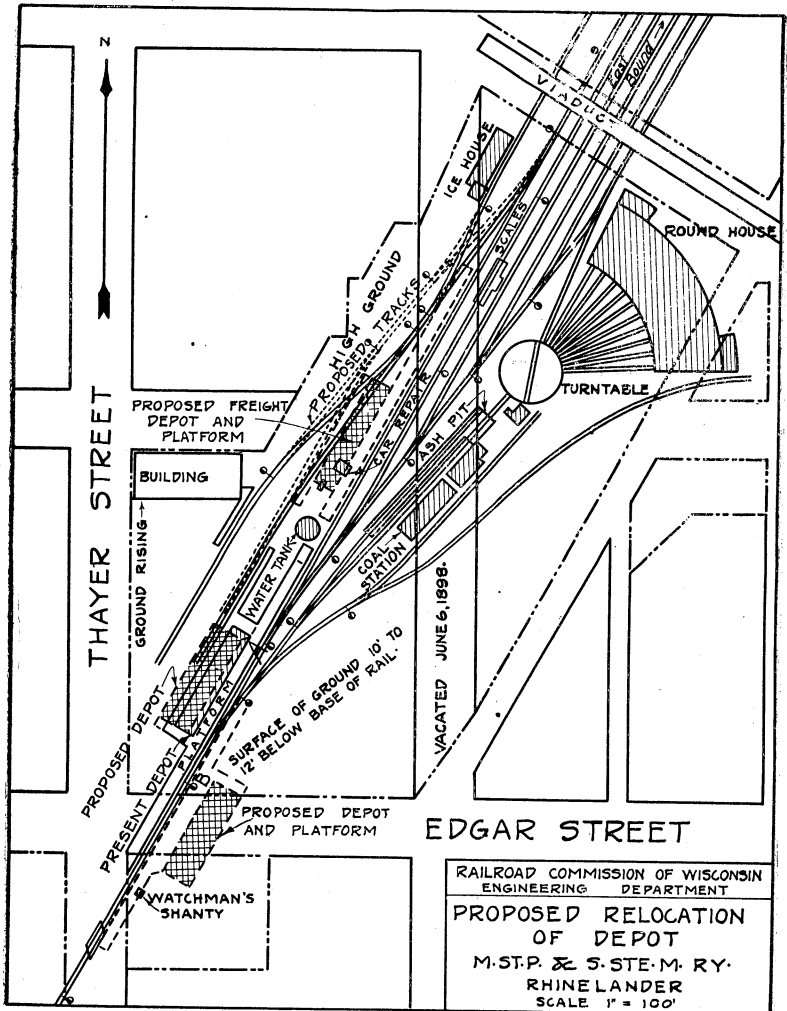 N
East
Bound
VIADUCT
ICE HOUSE
SCALES
ROUND HOUSE
HIGH GROUND
PROPOSED TRACKS
TURNTABLE
PROPOSED FREIGHT
DEPOT AND
PLATFORM
CAR REPAIR
ASH PIT
THAYER STREET
BUILDING
GROUND RISING
WATER TANK
COAL
STATION
VACATED JUNE 6, 1898.
SURFACE OF GROUND 10' TO
12' BELOW BASE OF RAIL.
PROPOSED DEPOT
PRESENT DEPOT
PLATFORM
PROPOSED DEPOT
AND PLATFORM
EDGAR STREET
WATCHMAN'S
SHANTY
RAILROAD COMMISSION OF WISCONSIN
ENGINEERING DEPARTMENT
PROPOSED RELOCATION
OF DEPOT
M.ST.P. & S.STE.M. RY.
RHINELANDER
SCALE 1" = 100'